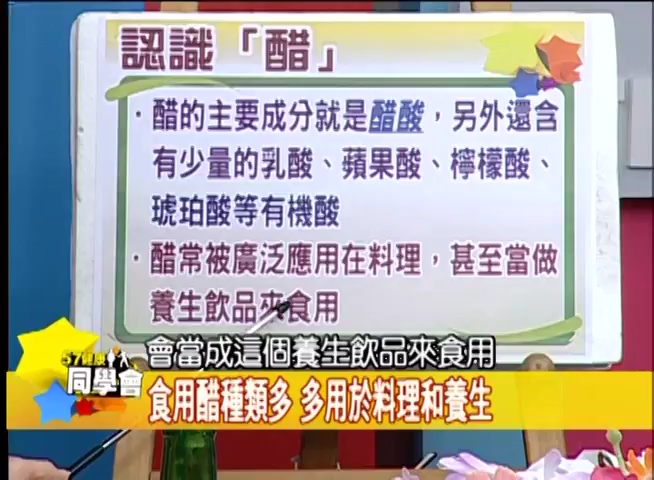 認識「醋」
·醋的主要成分就是醋酸，另外還含
有少量的乳酸、蘋果酸、檸檬酸、
琥珀酸等有機酸
·醋常被廣泛應用在料理，甚至當做
養生飲品來食用
會當成這個養生飲品來食用
57健康
同學會
食用醋種類多 多用於料理和養生